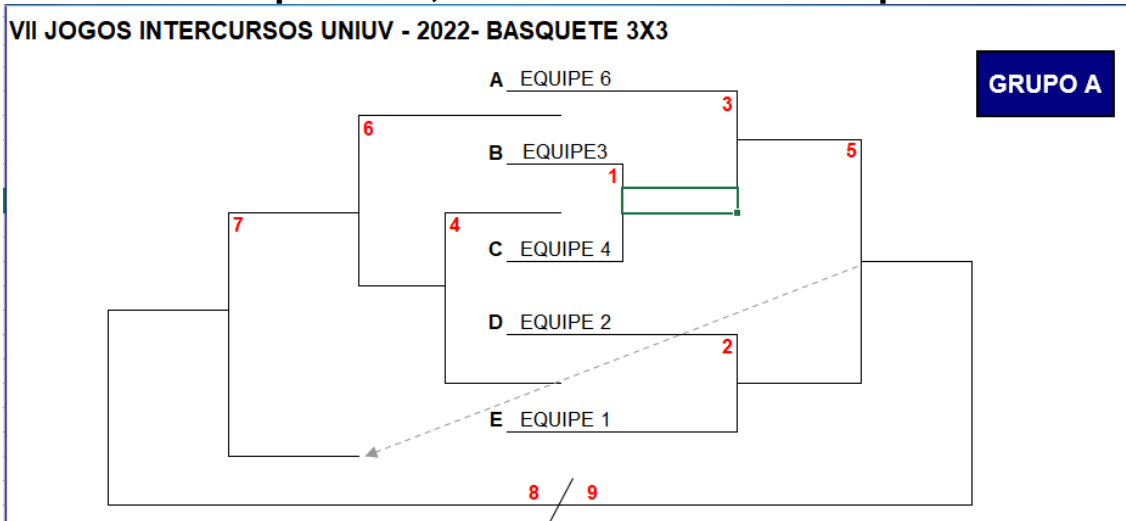 VII JOGOS INTERCURSOS UNIUV - 2022- BASQUETE 3X3
GRUPO A
A EQUIPE 6
3
6
B EQUIPE3
5
1
7
4
C EQUIPE 4
D EQUIPE 2
2
E EQUIPE 1
8 9